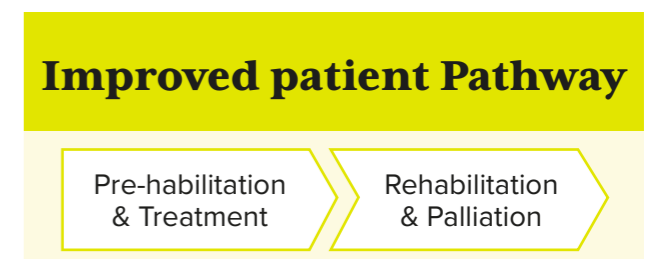 Improved patient Pathway
Pre-habilitation
& Treatment
Rehabilitation
& Palliation